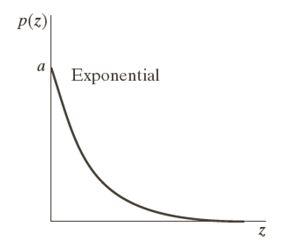 p(z)
a
Exponential
z